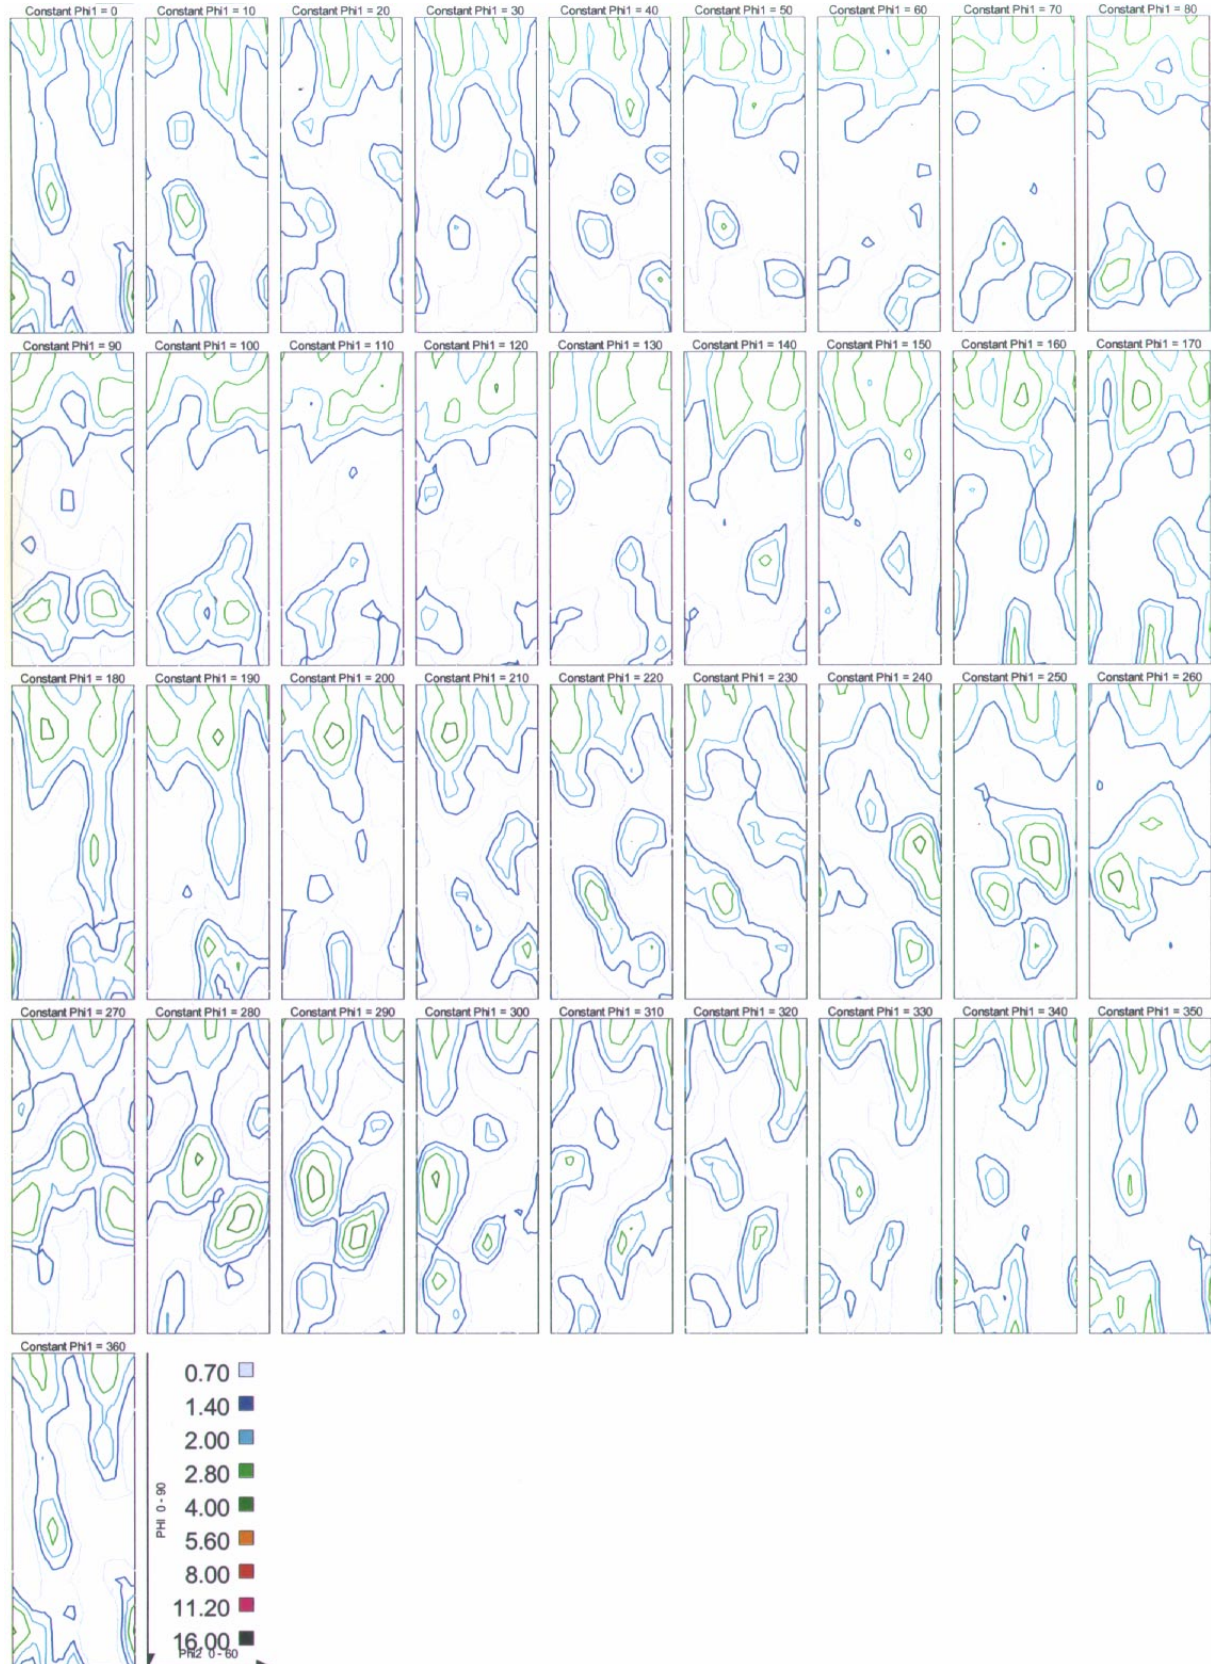 Constant Phi1 = 0 Constant Phi1 = 10 Constant Phi1 = 20 Constant Phi1 = 30 Constant Phi1 = 40 Constant Phi1 = 50 Constant Phi1 = 60 Constant Phi1 = 70 Constant Phi1 = 80
Constant Phi1 = 90 Constant Phi1 = 100 Constant Phi1 = 110 Constant Phi1 = 120 Constant Phi1 = 130 Constant Phi1 = 140 Constant Phi1 = 150 Constant Phi1 = 160 Constant Phi1 = 170
Constant Phi1 = 180 Constant Phi1 = 190 Constant Phi1 = 200 Constant Phi1 = 210 Constant Phi1 = 220 Constant Phi1 = 230 Constant Phi1 = 240 Constant Phi1 = 250 Constant Phi1 = 260
Constant Phi1 = 270 Constant Phi1 = 280 Constant Phi1 = 290 Constant Phi1 = 300 Constant Phi1 = 310 Constant Phi1 = 320 Constant Phi1 = 330 Constant Phi1 = 340 Constant Phi1 = 350
Constant Phi1 = 360
0.70
1.40
2.00
2.80
4.00
5.60
8.00
11.20
16.00
PHI 0 - 90
Phi2 0 - 60